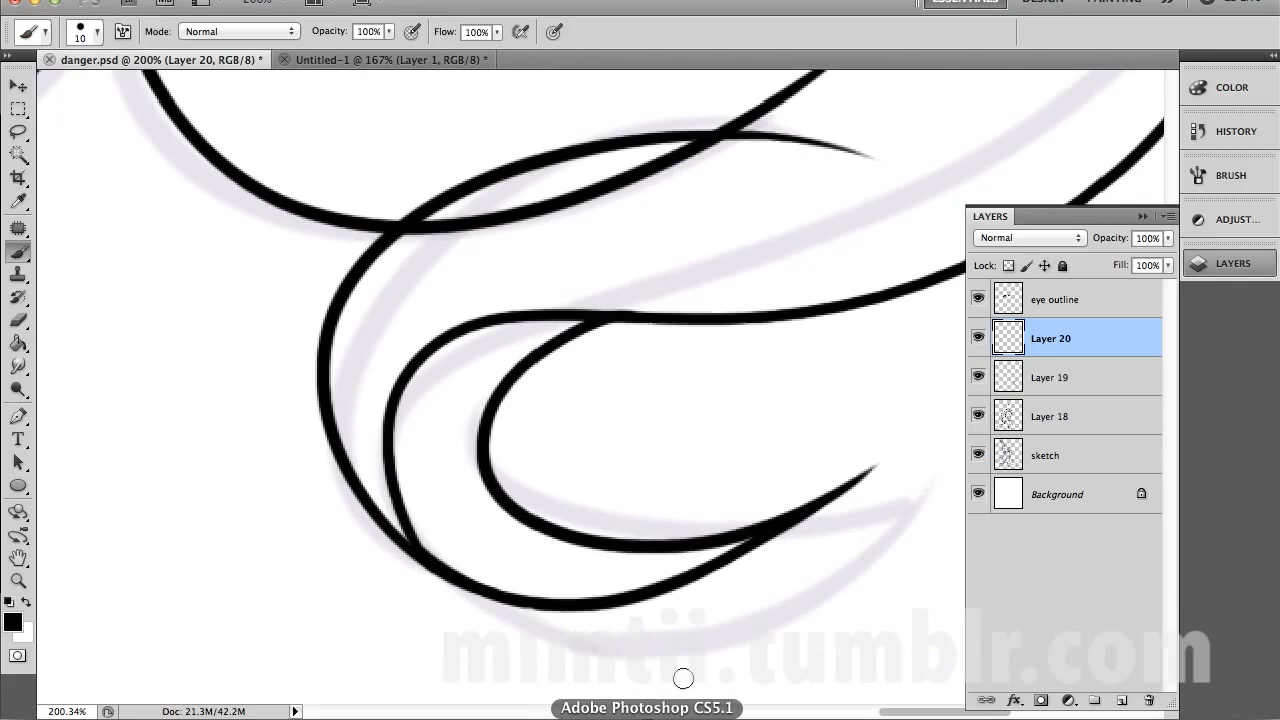 200%
ESSENTIALS DESIGN PAINTING
10 Mode: Normal Opacity: 100% Flow: 100%
danger.psd @ 200% (Layer 20, RGB/8) * Untitled-1 @ 167% (Layer 1, RGB/8) *
COLOR
HISTORY
BRUSH
ADJUST...
LAYERS
LAYERS
Normal Opacity: 100%
Lock: Fill: 100%
eye outline
Layer 20
Layer 19
Layer 18
sketch
Background
mimtii.tumblr.com
200.34% Doc: 21.3M/42.2M
Adobe Photoshop CS5.1